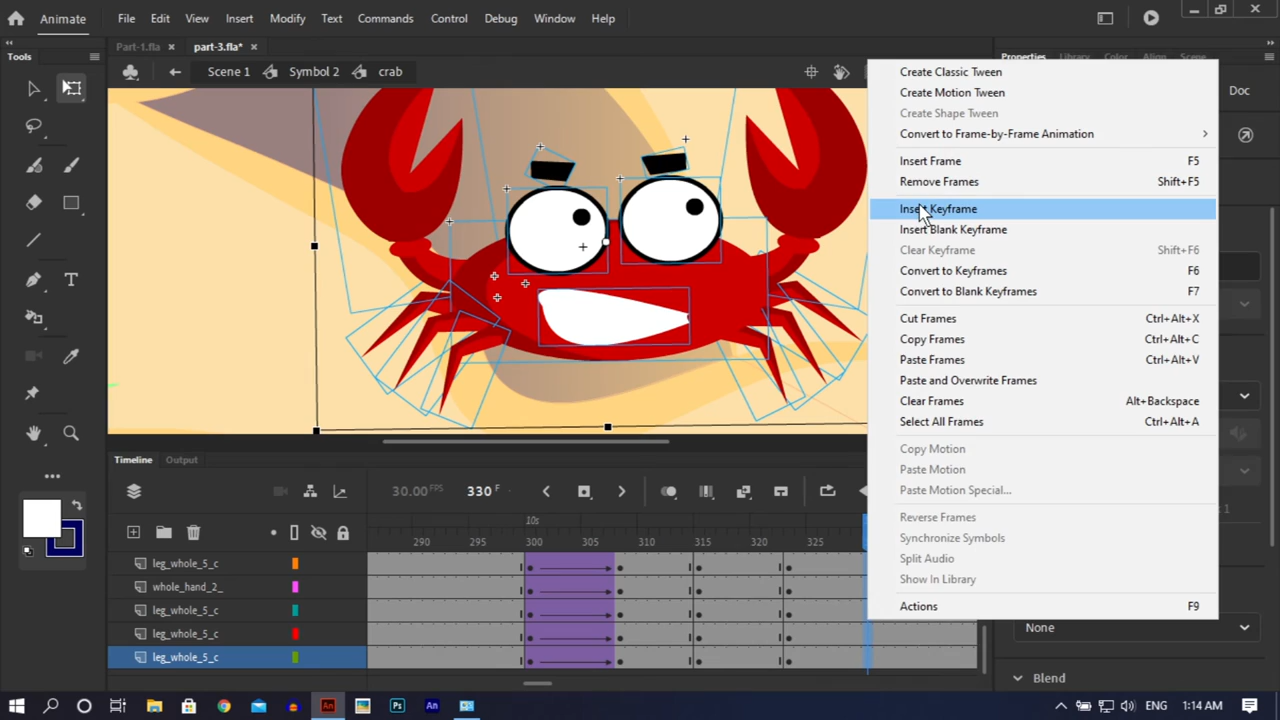 Animate
File Edit View Insert Modify Text Commands Control Debug Window Help
Part-1.fla × part-3.fla* ×
Tools
Properties Library Color Align Scene
Scene 1 Symbol 2 crab
Doc
Create Classic Tween
Create Motion Tween
Create Shape Tween
Convert to Frame-by-Frame Animation
Insert Frame F5
Remove Frames Shift+F5
Insert Keyframe
Insert Blank Keyframe
Clear Keyframe Shift+F6
Convert to Keyframes F6
Convert to Blank Keyframes F7
Cut Frames Ctrl+Alt+X
Copy Frames Ctrl+Alt+C
Paste Frames Ctrl+Alt+V
Paste and Overwrite Frames
Clear Frames Alt+Backspace
Select All Frames Ctrl+Alt+A
Copy Motion
Paste Motion
Paste Motion Special...
Reverse Frames
Synchronize Symbols
Split Audio
Show In Library
Actions F9
Timeline Output
30.00 FPS 330 F
10s
290 295 300 305 310 315 320 325
leg_whole_5_c
whole_hand_2_
leg_whole_5_c
leg_whole_5_c
leg_whole_5_c
None
Blend
ENG 1:14 AM